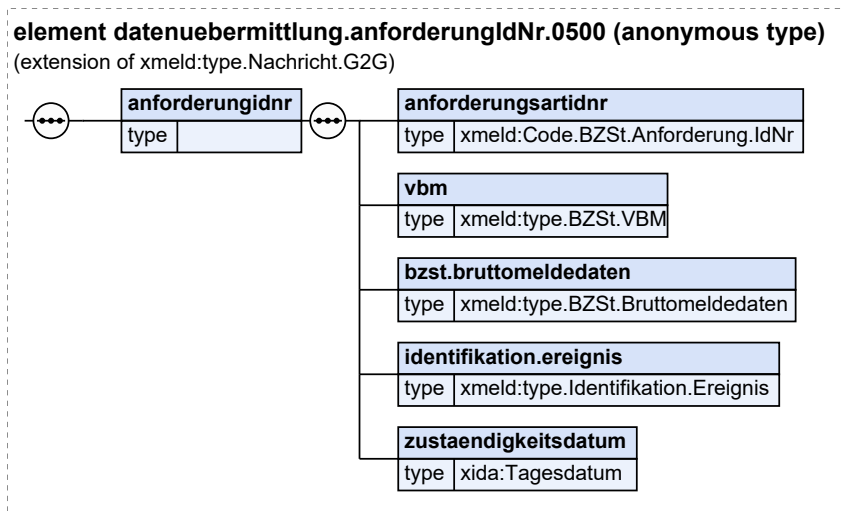 element datenuebermittlung.anforderungIdNr.0500 (anonymous type)
(extension of xmeld:type.Nachricht.G2G)
anforderungidnr
type
anforderungsartidnr
type xmeld:Code.BZSt.Anforderung.IdNr
vbm
type xmeld:type.BZSt.VBM
bzst.bruttomeldedaten
type xmeld:type.BZSt.Bruttomeldedaten
identifikation.ereignis
type xmeld:type.Identifikation.Ereignis
zustaendigkeitsdatum
type xida:Tagesdatum